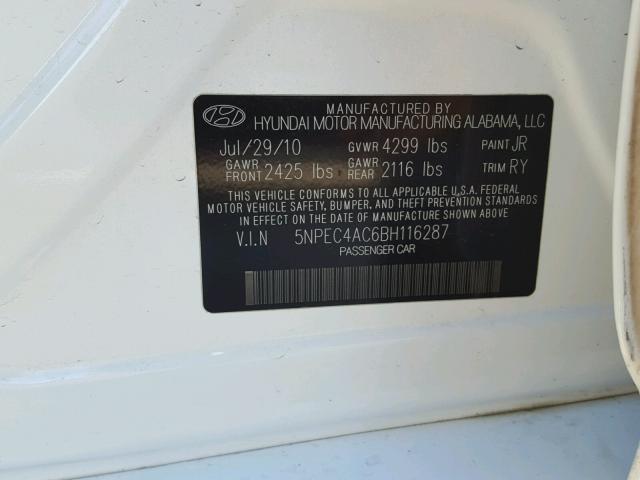 MANUFACTURED BY
HYUNDAI MOTOR MANUFACTURING ALABAMA, LLC
Jul/29/10 GVWR 4299 lbs PAINT JR
GAWR FRONT 2425 lbs GAWR REAR 2116 lbs TRIM RY
THIS VEHICLE CONFORMS TO ALL APPLICABLE U.S.A. FEDERAL
MOTOR VEHICLE SAFETY, BUMPER, AND THEFT PREVENTION STANDARDS
IN EFFECT ON THE DATE OF MANUFACTURE SHOWN ABOVE.
V.I.N 5NPEC4AC6BH116287
PASSENGER CAR